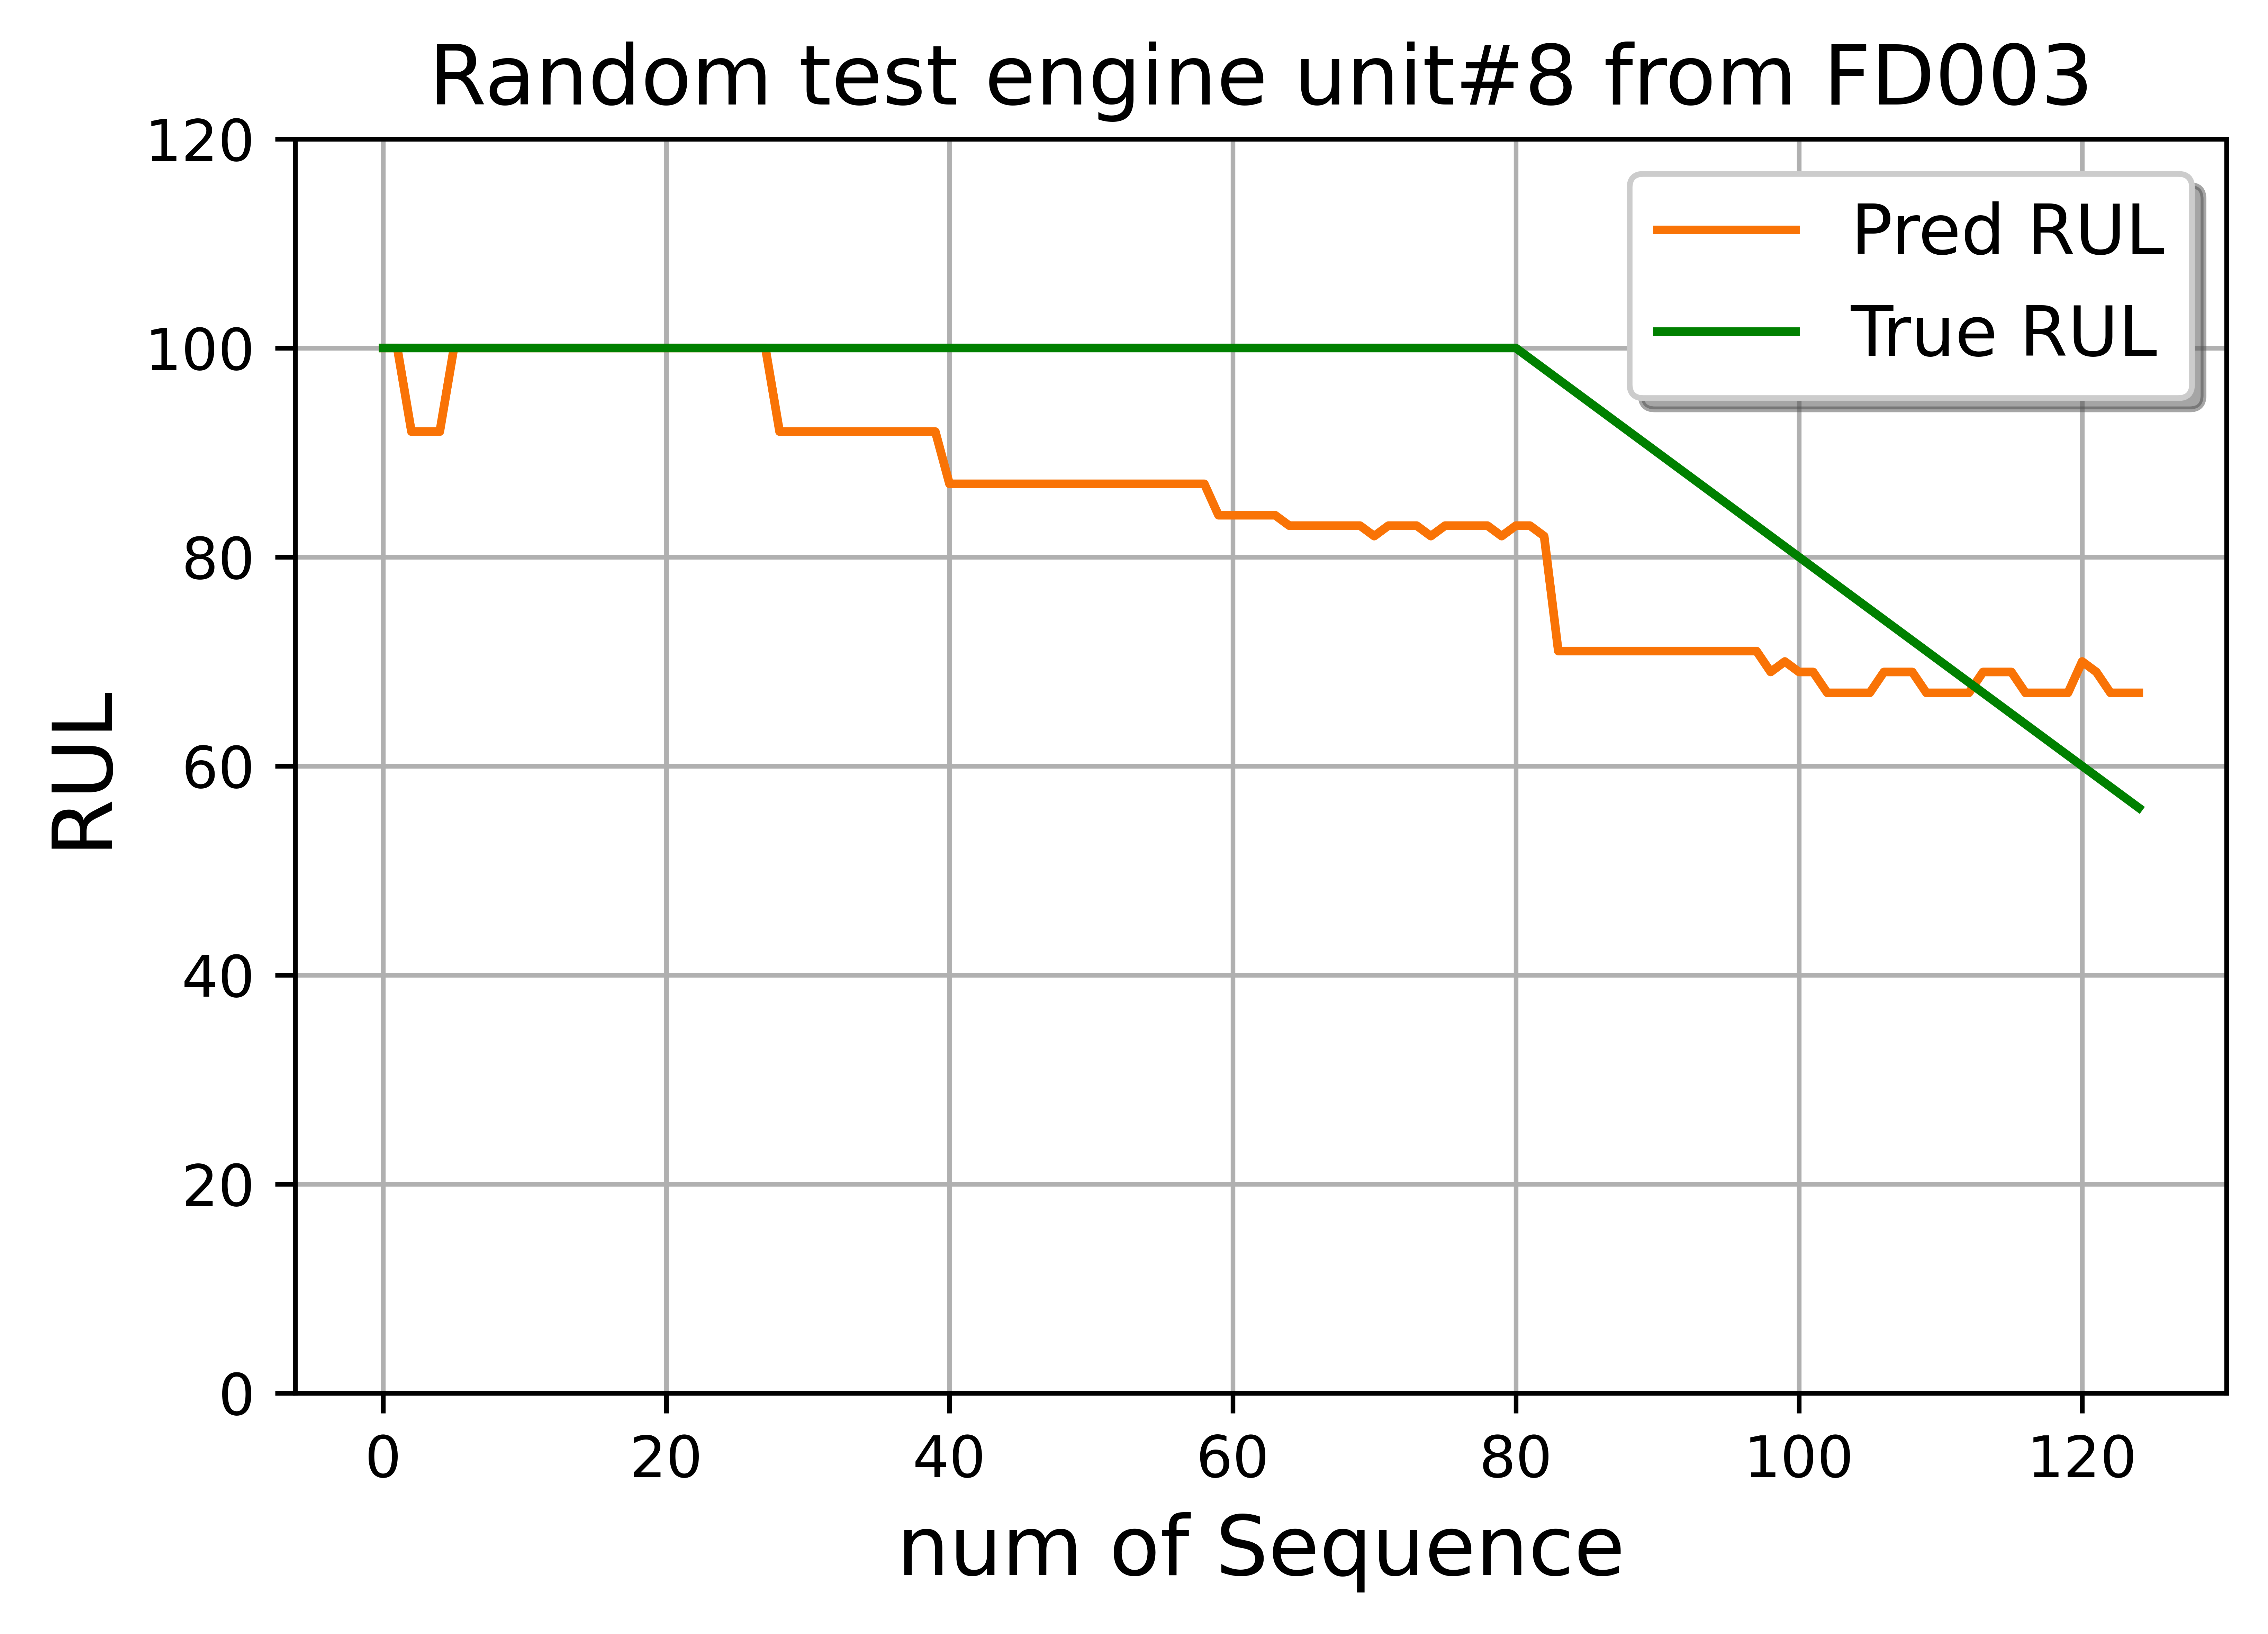 Random test engine unit#8 from FD003
120
100
80
60
40
20
0
RUL
Pred RUL
True RUL
0 20 40 60 80 100 120
num of Sequence